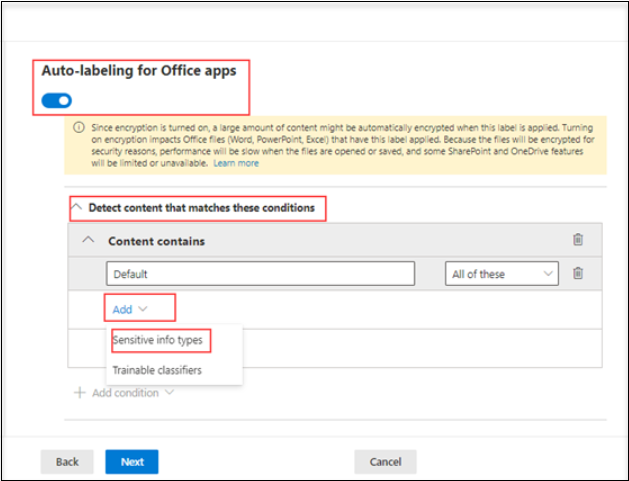 Auto-labeling for Office apps
Since encryption is turned on, a large amount of content might be automatically encrypted when this label is applied. Turning
on encryption impacts Office files (Word, PowerPoint, Excel) that have this label applied. Because the files will be encrypted for
security reasons, performance will be slow when the files are opened or saved, and some SharePoint and OneDrive features
will be limited or unavailable. Learn more
Detect content that matches these conditions
Content contains
Default All of these
Add
Sensitive info types
Trainable classifiers
Add condition
Back Next Cancel